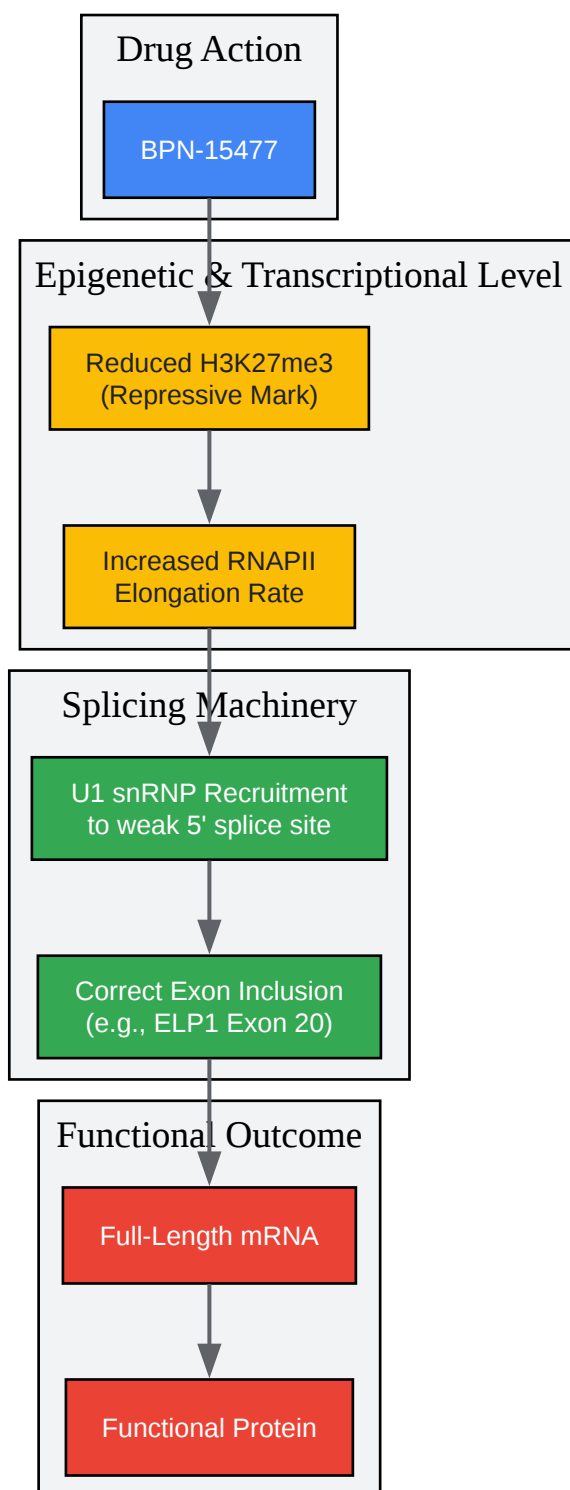 Drug Action
BPN-15477
Epigenetic & Transcriptional Level
Reduced H3K27me3
(Repressive Mark)
Increased RNAPII
Elongation Rate
Splicing Machinery
U1 snRNP Recruitment
to weak 5' splice site
Correct Exon Inclusion
(e.g., ELP1 Exon 20)
Functional Outcome
Full-Length mRNA
Functional Protein